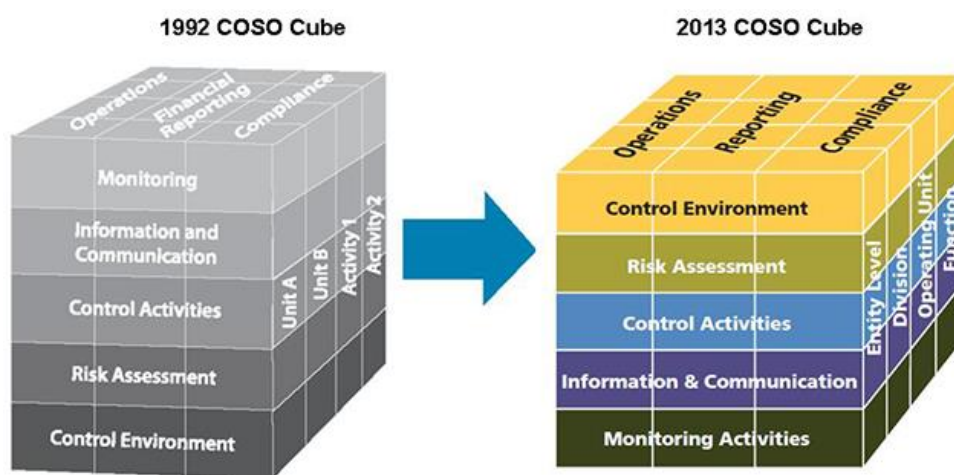 1992 COSO Cube
Operations
Financial
Reporting
Compliance
Monitoring
Information and
Communication
Control Activities
Risk Assessment
Control Environment
Unit A
Unit B
Activity 1
Activity 2
2013 COSO Cube
Operations
Reporting
Compliance
Control Environment
Risk Assessment
Control Activities
Information & Communication
Monitoring Activities
Entity Level
Division
Operating Unit
Function